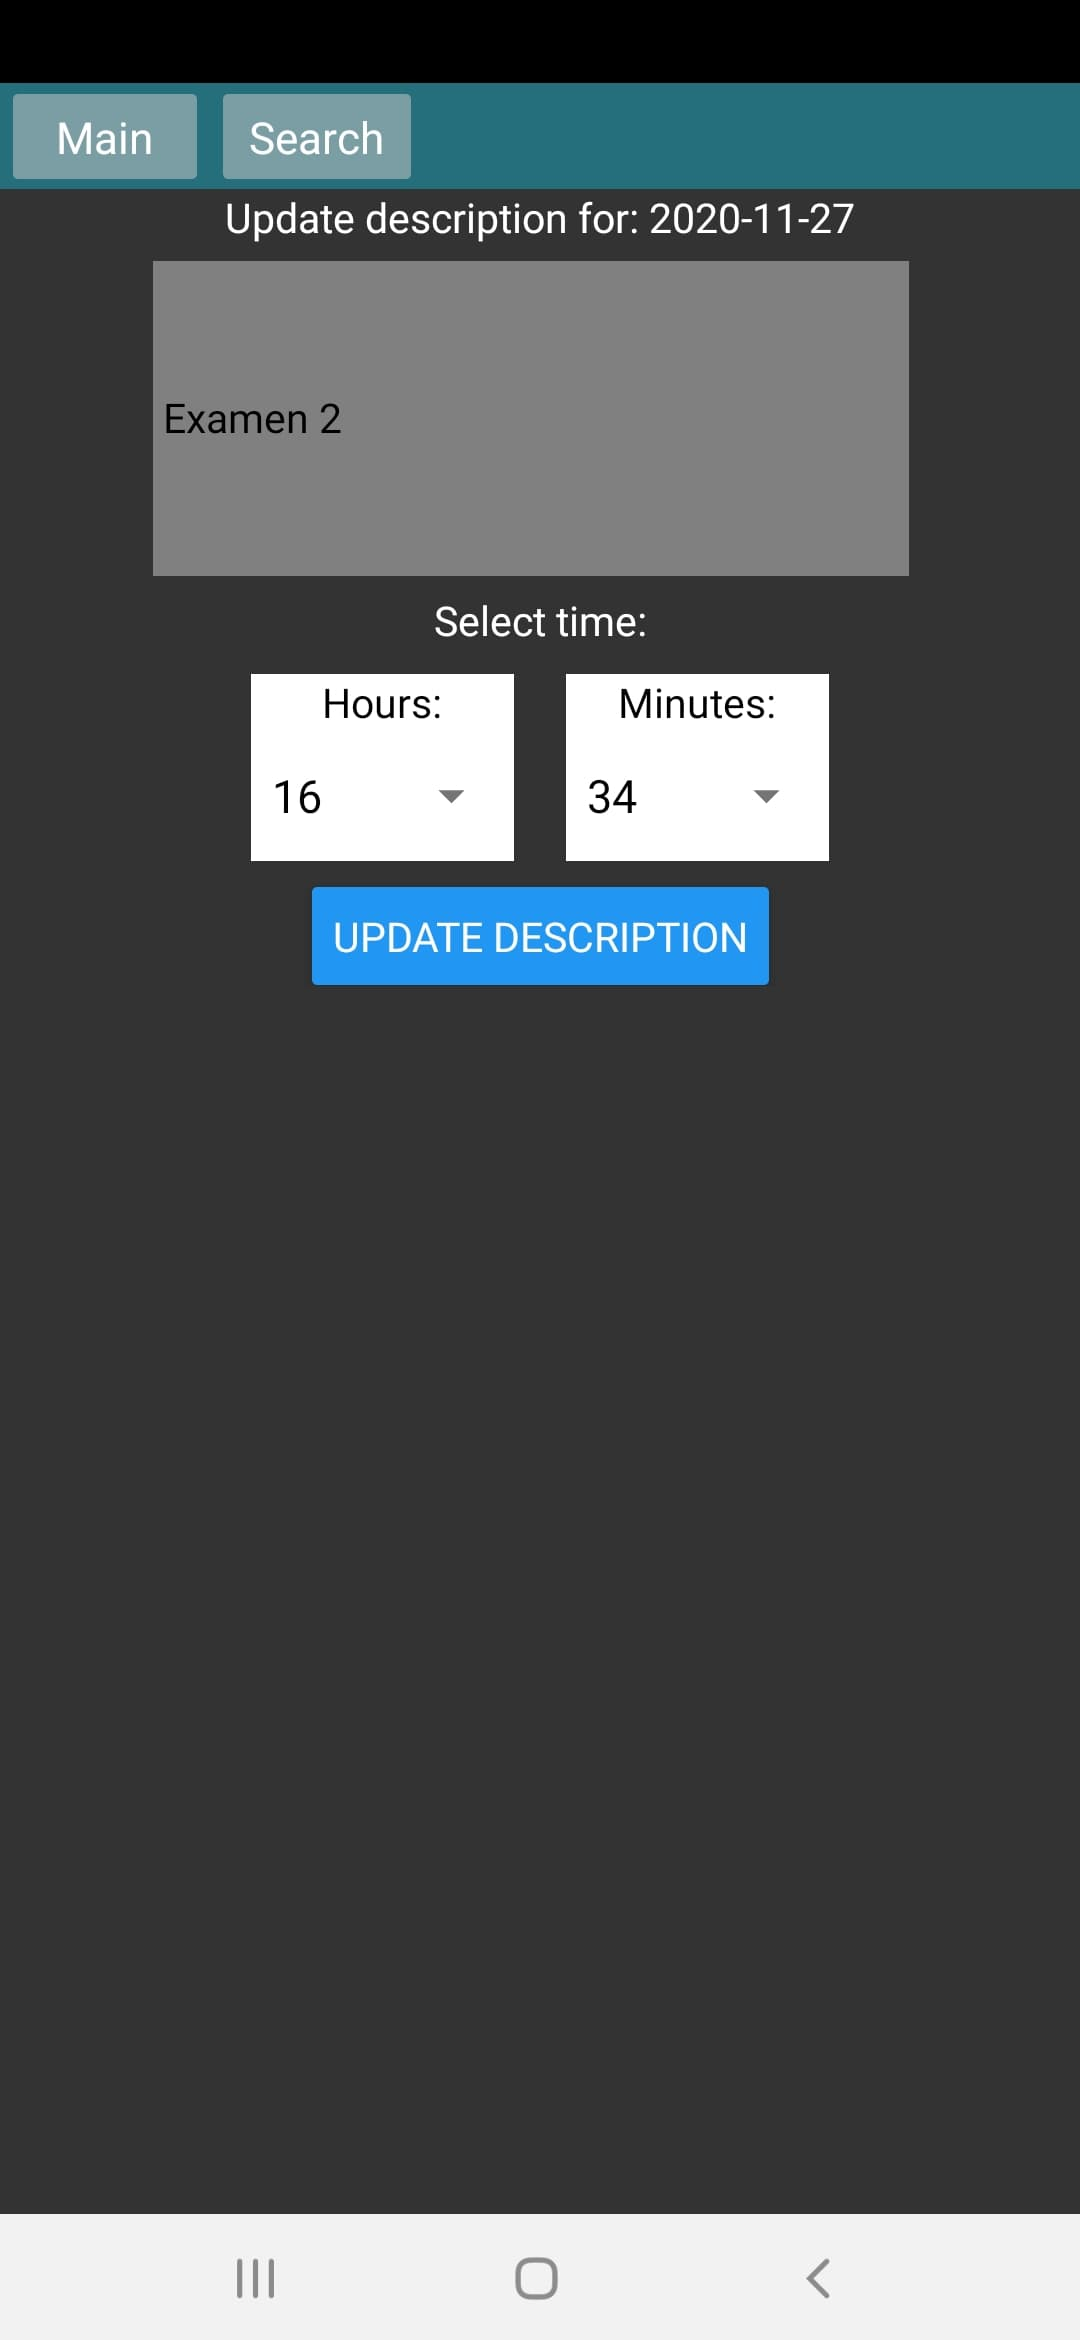 Main Search
Update description for: 2020-11-27
Examen 2
Select time:
Hours: Minutes:
16 34
UPDATE DESCRIPTION